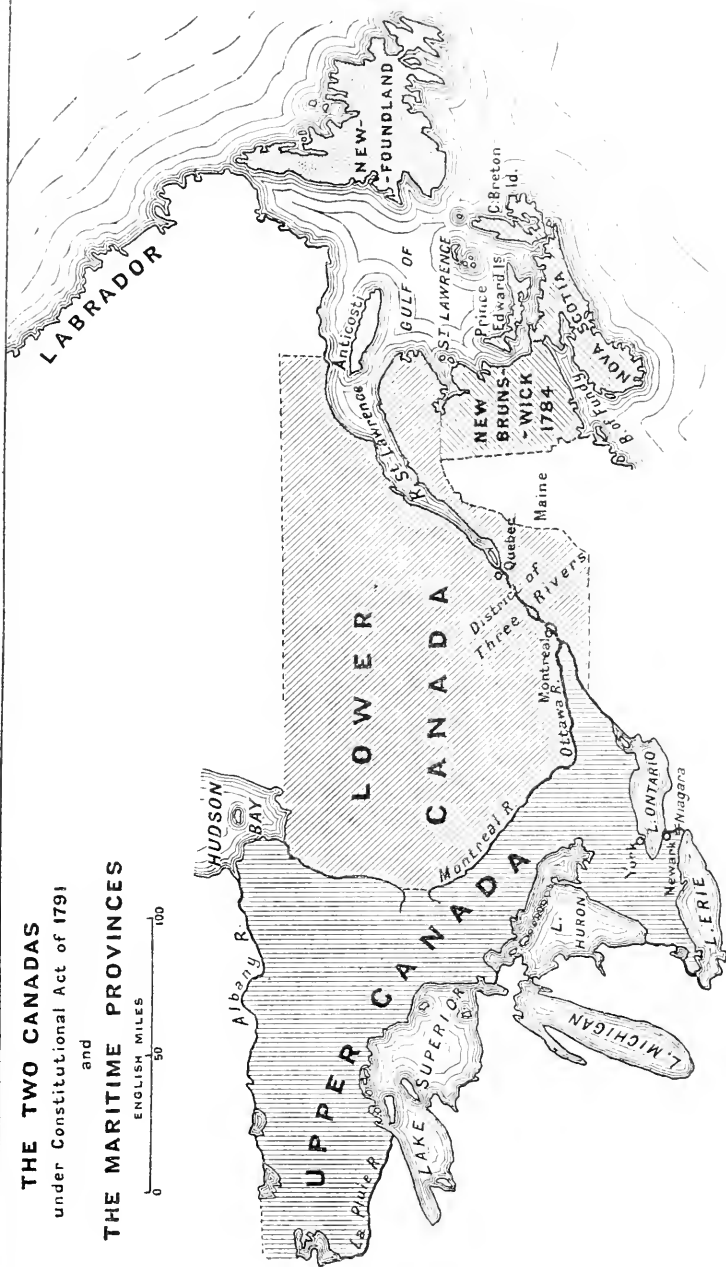 THE TWO CANADAS
under Constitutional Act of 1791
and
THE MARITIME PROVINCES
ENGLISH MILES
0 50 100
LABRADOR
HUDSON
BAY
Albany R.
UPPER CANADA
LOWER
CANADA
La Pluie R.
LAKE SUPERIOR
L. MICHIGAN
L.
HURON
L. ERIE
L. ONTARIO
York
Newark
Niagara
Montreal R.
Ottawa R.
Montreal
District of
Three Rivers
Quebec
R. St. Lawrence
Maine
Anticosti
GULF OF
ST LAWRENCE
NEW-
-FOUNDLAND
Prince
Edward Is.
C. Breton
Id.
NEW
BRUNS-
-WICK
1784
B. of Fundy
NOVA SCOTIA